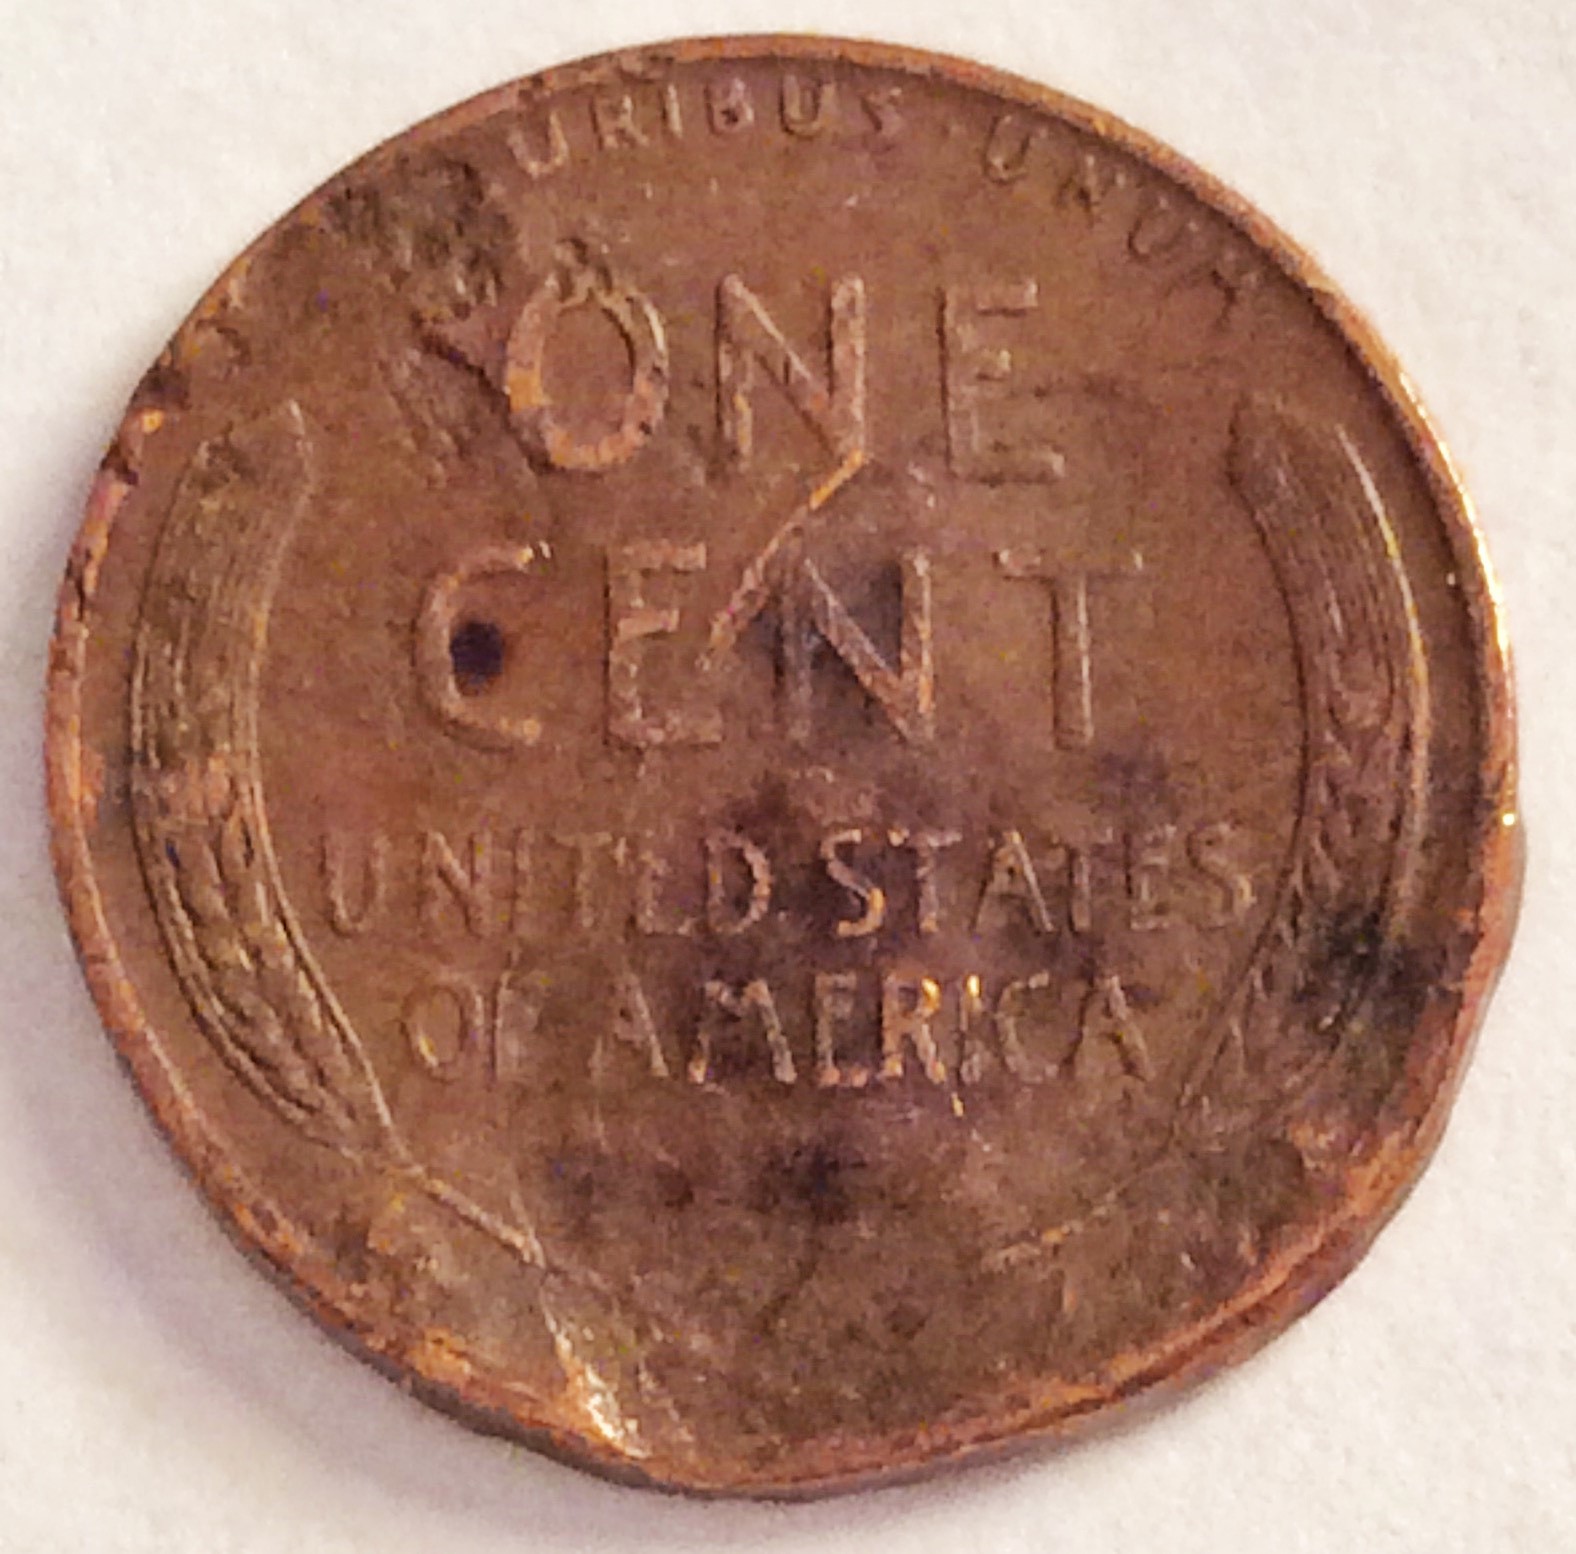 URIBUS · UNUM
ONE
CENT
UNITED STATES
OF AMERICA